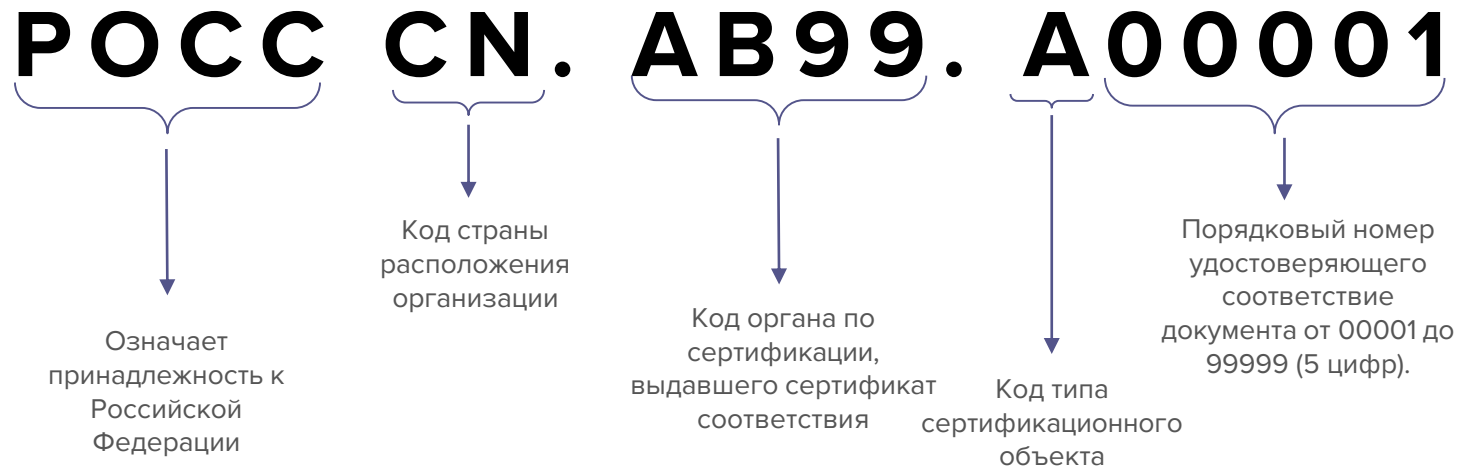 РОСС CN. АВ99. А00001
Означает
принадлежность к
Российской
Федерации
Код страны
расположения
организации
Код органа по
сертификации,
выдавшего сертификат
соответствия
Код типа
сертификационного
объекта
Порядковый номер
удостоверяющего
соответствие
документа от 00001 до
99999 (5 цифр).